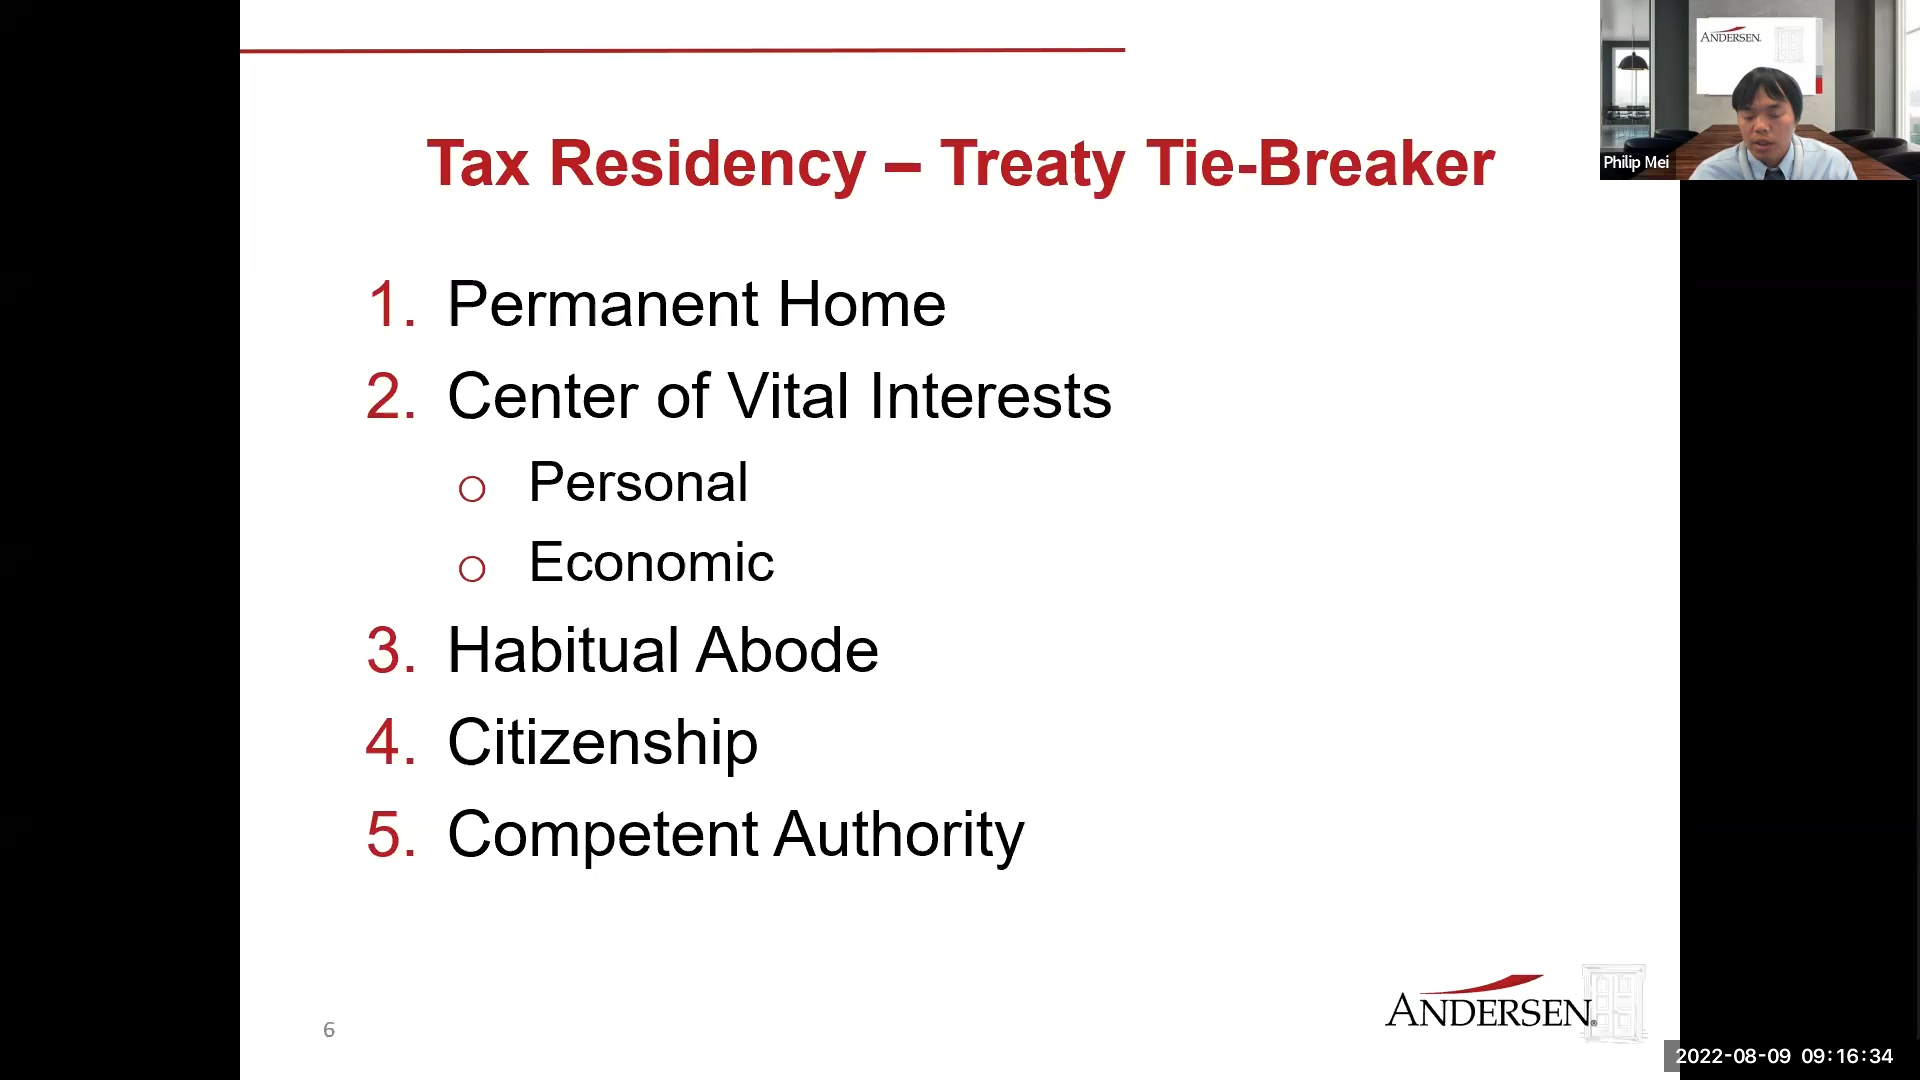 ANDERSEN.
Philip Mei
Tax Residency – Treaty Tie-Breaker
1. Permanent Home
2. Center of Vital Interests
o Personal
o Economic
3. Habitual Abode
4. Citizenship
5. Competent Authority
6
ANDERSEN®
2022-08-09 09:16:34